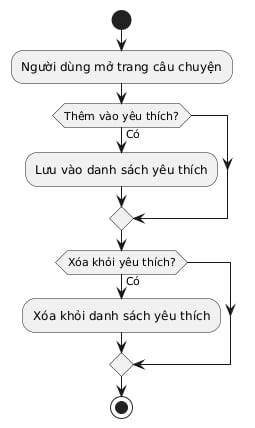 Người dùng mở trang câu chuyện
Thêm vào yêu thích?
Có
Lưu vào danh sách yêu thích
Xóa khỏi yêu thích?
Có
Xóa khỏi danh sách yêu thích